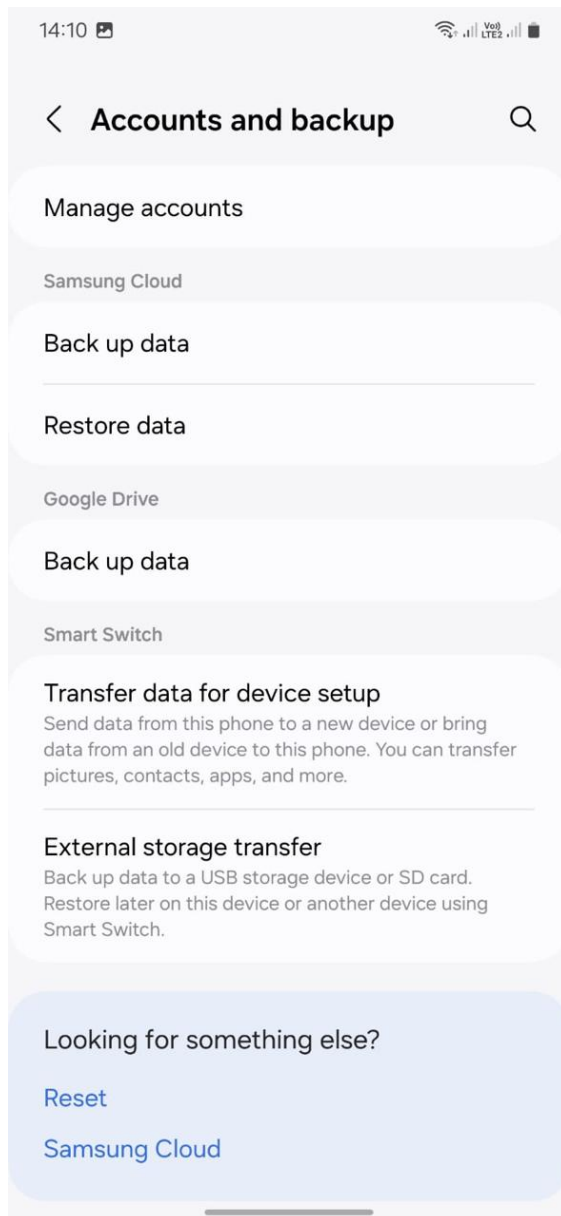 14:10
Vo))
LTE2
Accounts and backup
Manage accounts
Samsung Cloud
Back up data
Restore data
Google Drive
Back up data
Smart Switch
Transfer data for device setup
Send data from this phone to a new device or bring
data from an old device to this phone. You can transfer
pictures, contacts, apps, and more.
External storage transfer
Back up data to a USB storage device or SD card.
Restore later on this device or another device using
Smart Switch.
Looking for something else?
Reset
Samsung Cloud